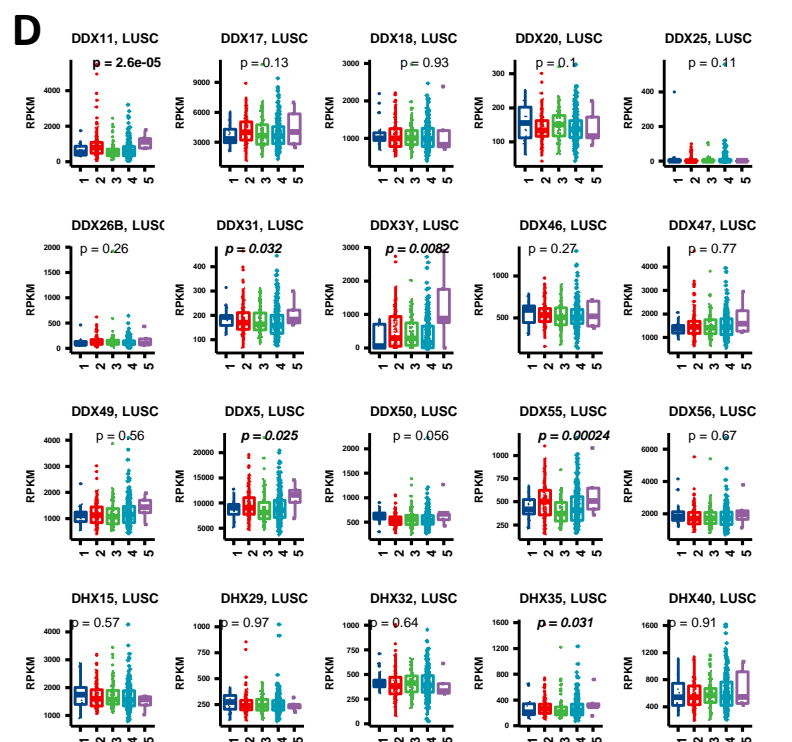 D
DDX11, LUSC
DDX17, LUSC
DDX18, LUSC
DDX20, LUSC
DDX25, LUSC
p = 2.6e-05
p = 0.13
p = 0.93
p = 0.1
p = 0.11
RPKM
4000
2000
0
1 2 3 4 5
RPKM
9000
6000
3000
1 2 3 4 5
RPKM
3000
2000
1000
1 2 3 4 5
RPKM
300
200
100
1 2 3 4 5
RPKM
400
200
0
1 2 3 4 5
DDX26B, LUSC
DDX31, LUSC
DDX3Y, LUSC
DDX46, LUSC
DDX47, LUSC
p = 0.26
p = 0.032
p = 0.0082
p = 0.27
p = 0.77
RPKM
2000
1500
1000
500
0
1 2 3 4 5
RPKM
400
300
200
100
1 2 3 4 5
RPKM
3000
2000
1000
0
1 2 3 4 5
RPKM
1000
500
1 2 3 4 5
RPKM
4000
3000
2000
1000
1 2 3 4 5
DDX49, LUSC
DDX5, LUSC
DDX50, LUSC
DDX55, LUSC
DDX56, LUSC
p = 0.56
p = 0.025
p = 0.056
p = 0.00024
p = 0.67
RPKM
4000
3000
2000
1000
1 2 3 4 5
RPKM
20000
15000
10000
5000
1 2 3 4 5
RPKM
2000
1500
1000
500
1 2 3 4 5
RPKM
1000
750
500
250
1 2 3 4 5
RPKM
6000
4000
2000
1 2 3 4 5
DHX15, LUSC
DHX29, LUSC
DHX32, LUSC
DHX35, LUSC
DHX40, LUSC
p = 0.57
p = 0.97
p = 0.64
p = 0.031
p = 0.91
RPKM
4000
3000
2000
1000
1 2 3 4 5
RPKM
1000
750
500
250
1 2 3 4 5
RPKM
1000
750
500
250
0
1 2 3 4 5
RPKM
1600
1200
800
400
0
1 2 3 4 5
RPKM
1600
1200
800
400
1 2 3 4 5